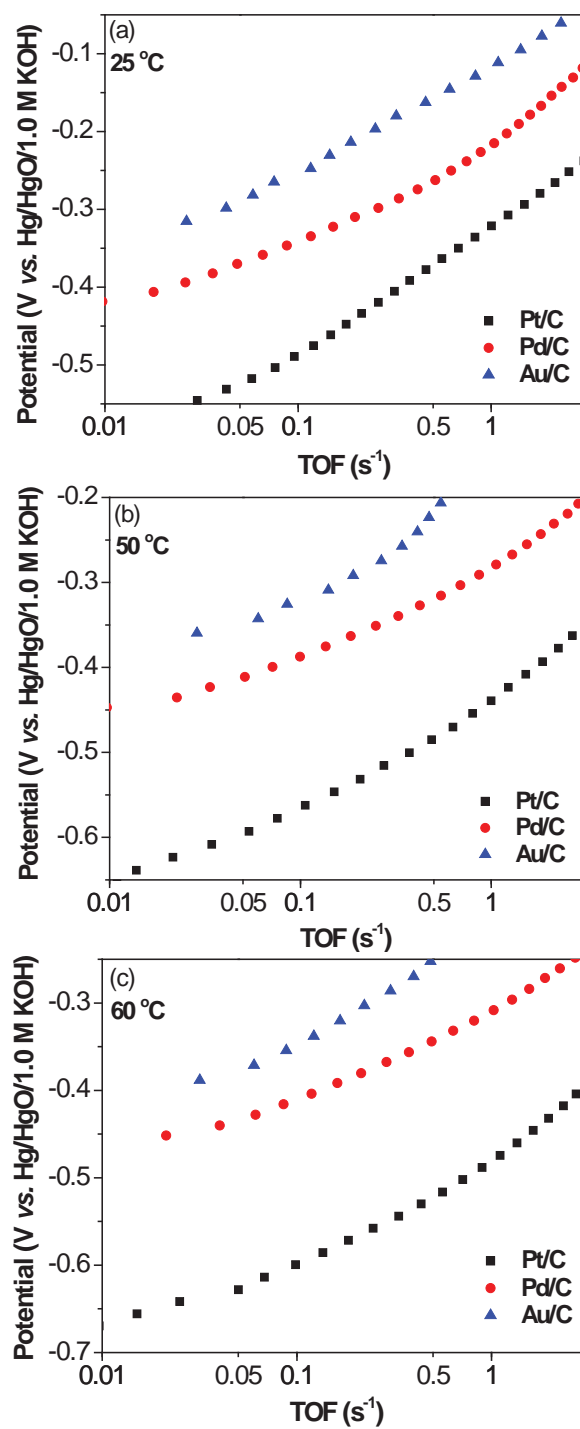 (a)
25 °C
-0.1
-0.2
-0.3
-0.4
-0.5
Potential (V vs. Hg/HgO/1.0 M KOH)
Pt/C
Pd/C
Au/C
0.01 0.05 0.1 0.5 1
TOF (s⁻¹)
(b)
50 °C
-0.2
-0.3
-0.4
-0.5
-0.6
Potential (V vs. Hg/HgO/1.0 M KOH)
Pt/C
Pd/C
Au/C
0.01 0.05 0.1 0.5 1
TOF (s⁻¹)
(c)
60 °C
-0.3
-0.4
-0.5
-0.6
-0.7
Potential (V vs. Hg/HgO/1.0 M KOH)
Pt/C
Pd/C
Au/C
0.01 0.05 0.1 0.5 1
TOF (s⁻¹)